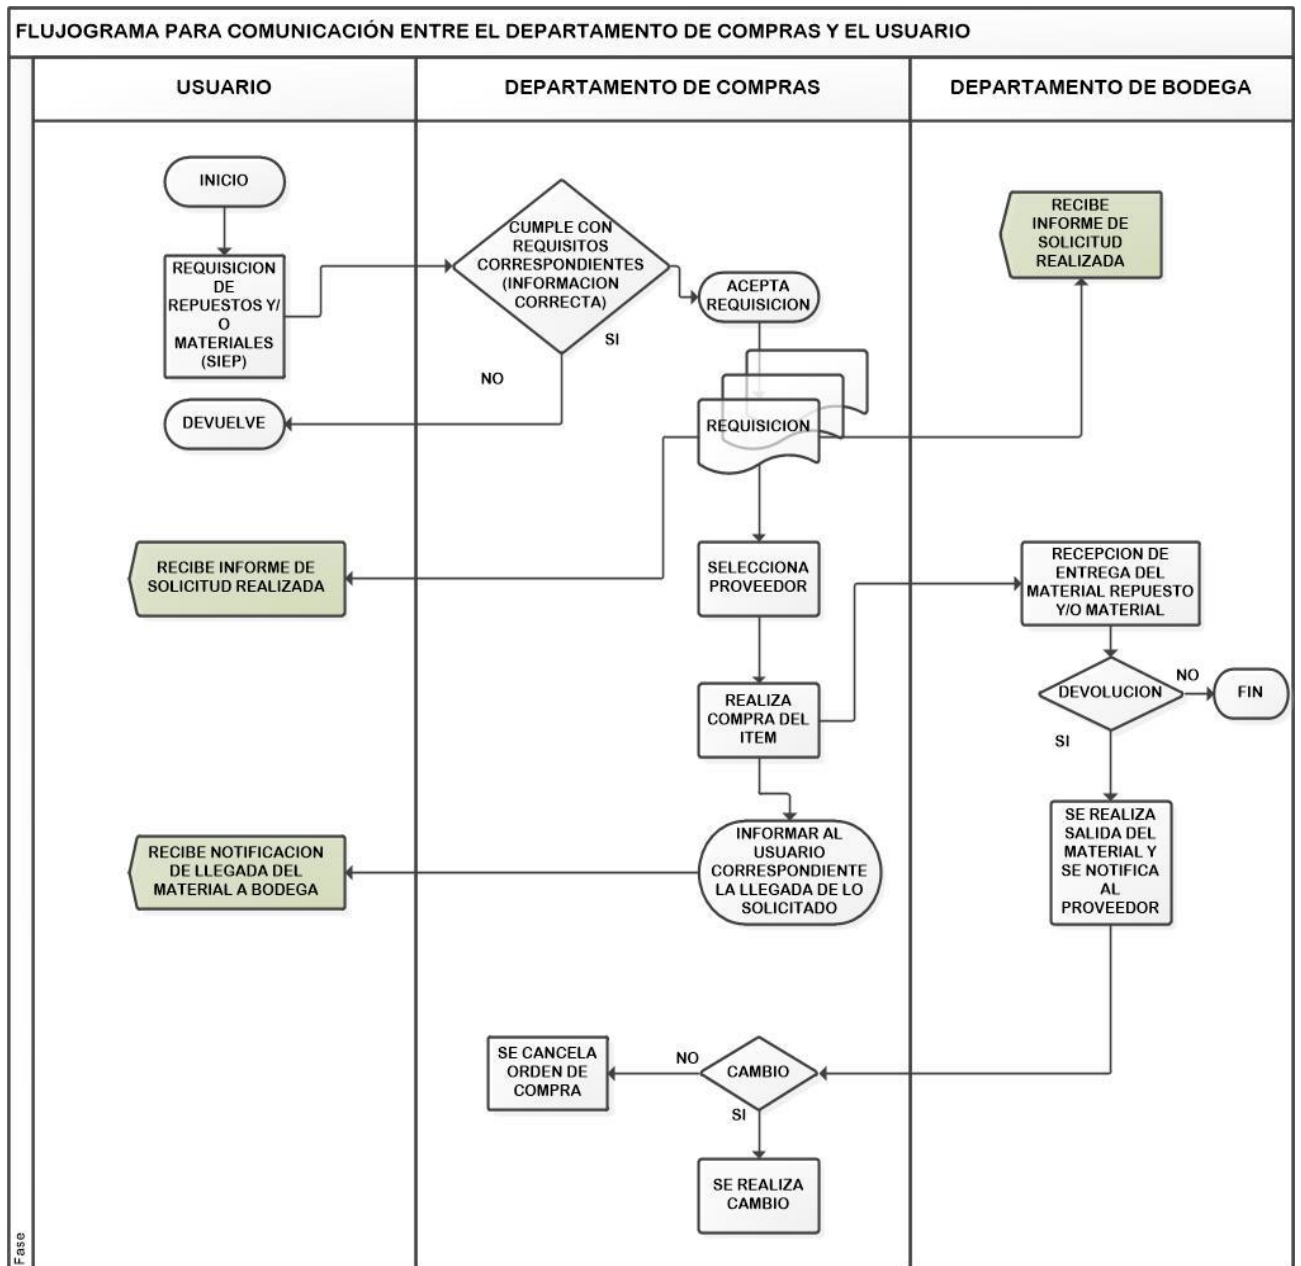 FLUJOGRAMA PARA COMUNICACIÓN ENTRE EL DEPARTAMENTO DE COMPRAS Y EL USUARIO
USUARIO
DEPARTAMENTO DE COMPRAS
DEPARTAMENTO DE BODEGA
INICIO
REQUISICION
DE
REPUESTOS Y/
O
MATERIALES
(SIEP)
DEVUELVE
CUMPLE CON
REQUISITOS
CORRESPONDIENTES
(INFORMACION
CORRECTA)
SI
NO
ACEPTA
REQUISICION
REQUISICION
RECIBE
INFORME DE
SOLICITUD
REALIZADA
RECIBE INFORME DE
SOLICITUD REALIZADA
SELECCIONA
PROVEEDOR
RECEPCION DE
ENTREGA DEL
MATERIAL REPUESTO
Y/O MATERIAL
REALIZA
COMPRA DEL
ITEM
DEVOLUCION
NO
FIN
SI
RECIBE NOTIFICACION
DE LLEGADA DEL
MATERIAL A BODEGA
INFORMAR AL
USUARIO
CORRESPONDIENTE
LA LLEGADA DE LO
SOLICITADO
SE REALIZA
SALIDA DEL
MATERIAL Y
SE NOTIFICA
AL
PROVEEDOR
SE CANCELA
ORDEN DE
COMPRA
NO
CAMBIO
SI
SE REALIZA
CAMBIO
Fase